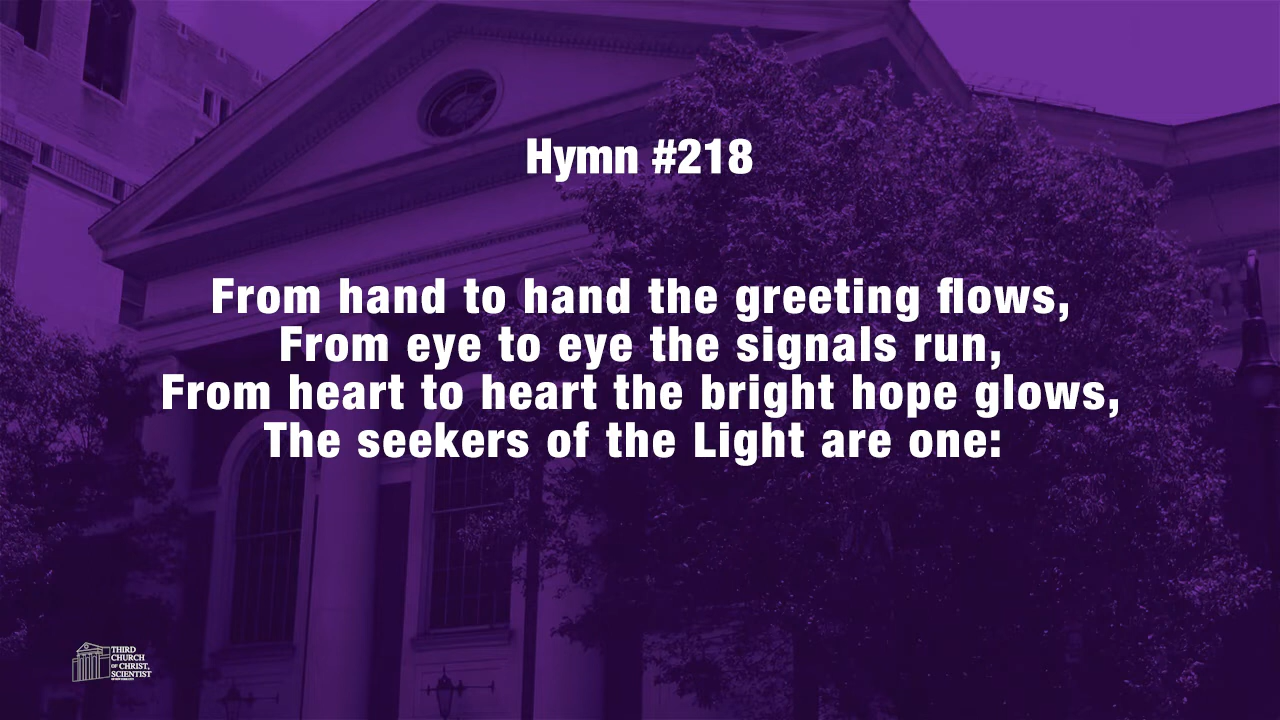 Hymn #218
From hand to hand the greeting flows,
From eye to eye the signals run,
From heart to heart the bright hope glows,
The seekers of the Light are one:
THIRD
CHURCH
OF CHRIST,
SCIENTIST